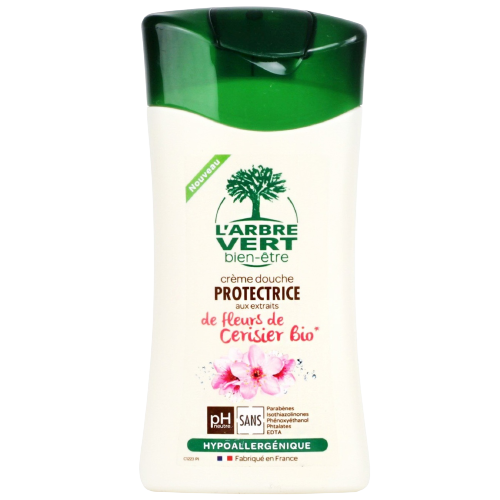 Nouveau
L'ARBRE
VERT
bien-être
crème douche
PROTECTRICE
aux extraits
de fleurs de
Cerisier Bio*
pH
neutre
SANS
Parabènes
Isothiazolinones
Phénoxyéthanol
Phtalates
EDTA
HYPOALLERGÉNIQUE
Fabriqué en France